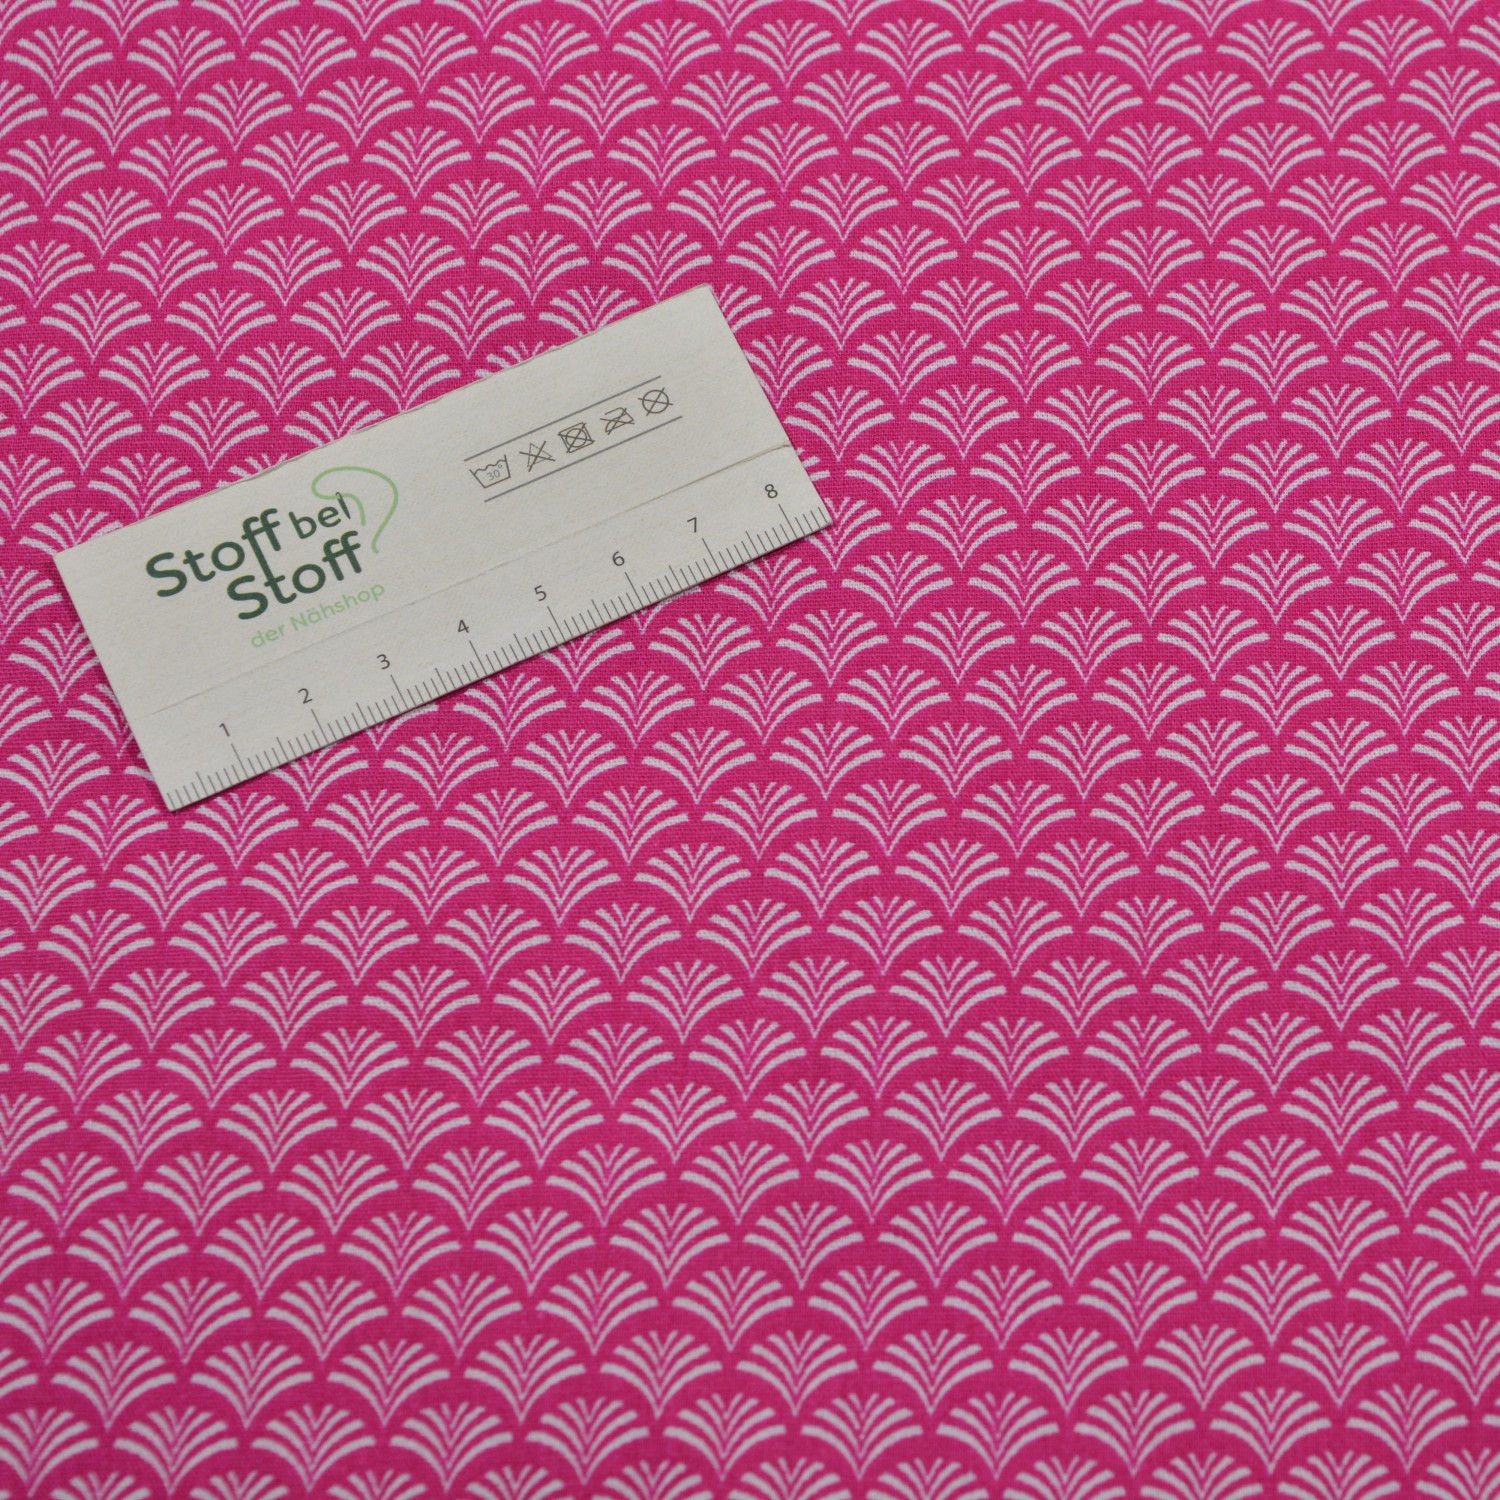 Stoff bei
Stoff
der Nähshop
30°
1 2 3 4 5 6 7 8